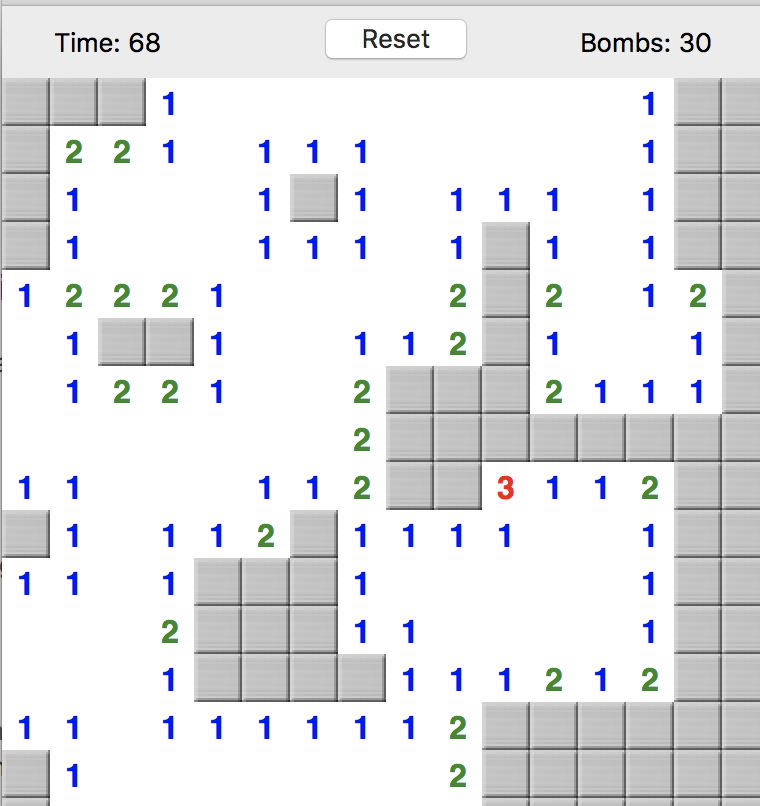 Time: 68 Reset Bombs: 30
1 1
2 2 1 1 1 1 1
1 1 1 1 1 1 1
1 1 1 1 1 1 1
1 2 2 2 1 2 2 1 2
1 1 1 1 2 1 1
1 2 2 1 2 2 1 1 1
2
1 1 1 1 2 3 1 1 2
1 1 1 2 1 1 1 1 1
1 1 1 1 1
2 1 1 1
1 1 1 1 2 1 2
1 1 1 1 1 1 1 1 2
1 2